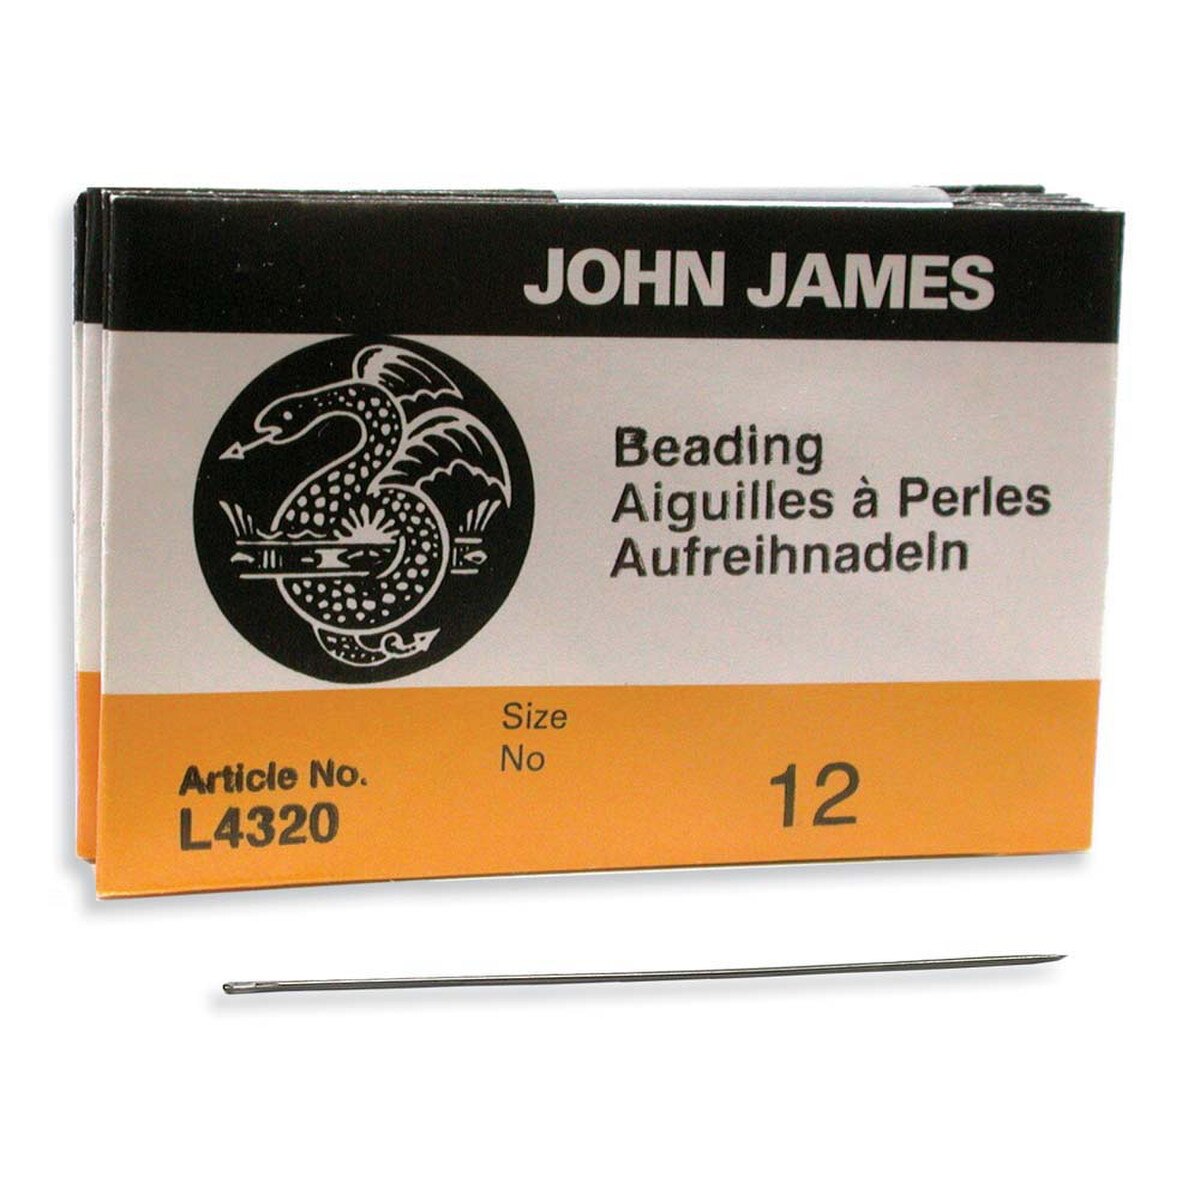 JOHN JAMES
Beading
Aiguilles à Perles
Aufreihnadeln
Size
No
12
Article No.
L4320